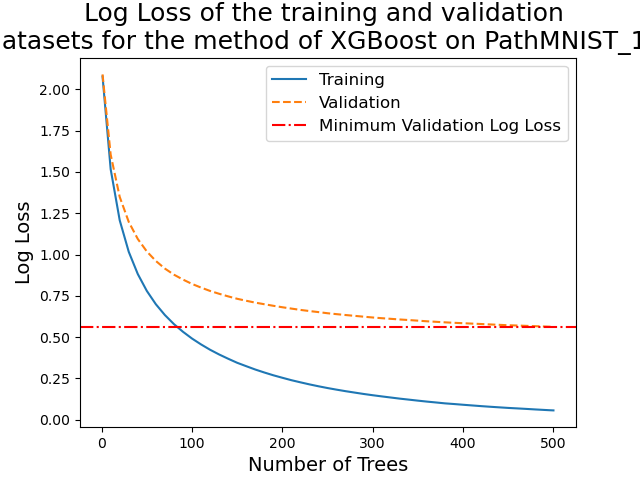 Log Loss of the training and validation
atasets for the method of XGBoost on PathMNIST_1
2.00
1.75
1.50
1.25
1.00
0.75
0.50
0.25
0.00
Log Loss
Training
Validation
Minimum Validation Log Loss
0 100 200 300 400 500
Number of Trees